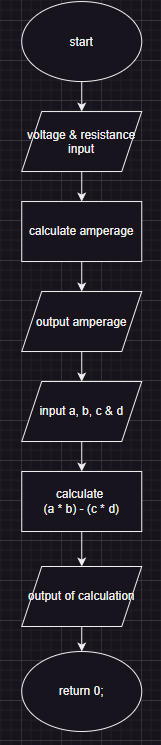 start
voltage & resistance
input
calculate amperage
output amperage
input a, b, c & d
calculate
(a * b) - (c * d)
output of calculation
return 0;